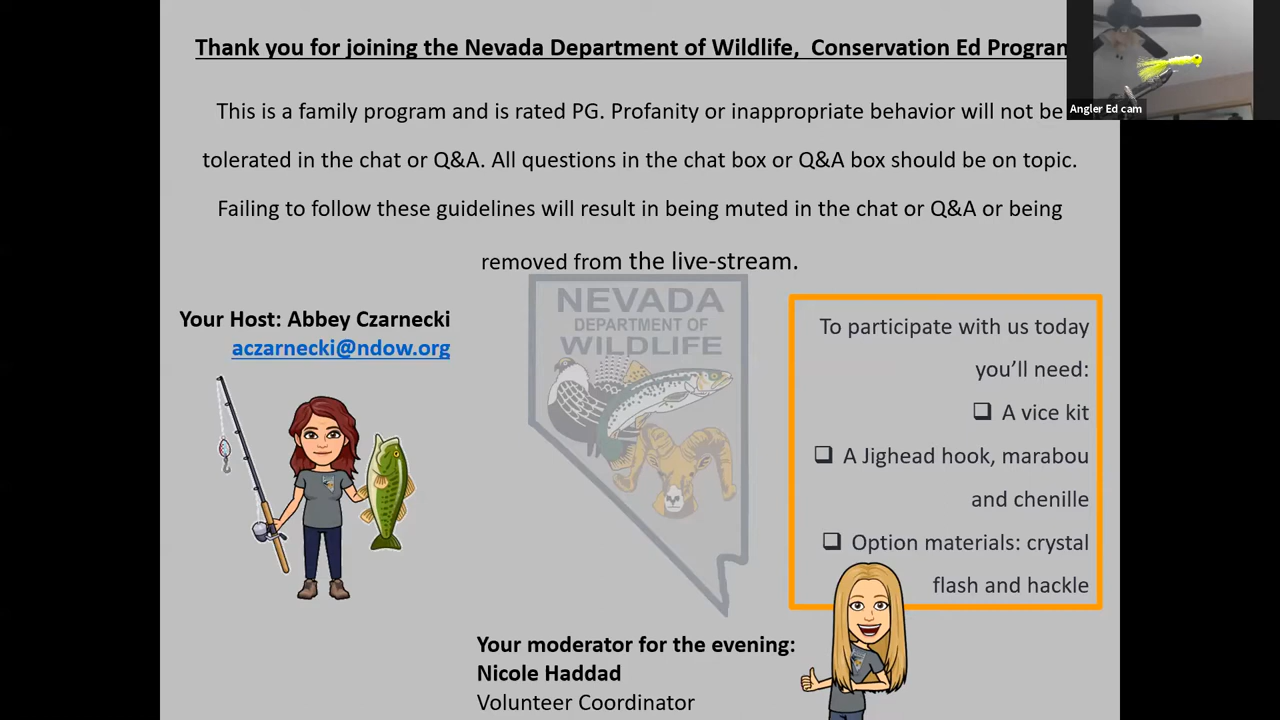 Thank you for joining the Nevada Department of Wildlife, Conservation Ed Program
Angler Ed cam
This is a family program and is rated PG. Profanity or inappropriate behavior will not be
tolerated in the chat or Q&A. All questions in the chat box or Q&A box should be on topic.
Failing to follow these guidelines will result in being muted in the chat or Q&A or being
removed from the live-stream.
Your Host: Abbey Czarnecki
aczarnecki@ndow.org
NEVADA
DEPARTMENT OF
WILDLIFE
To participate with us today
you’ll need:
❑ A vice kit
❑ A Jighead hook, marabou
and chenille
❑ Option materials: crystal
flash and hackle
Your moderator for the evening:
Nicole Haddad
Volunteer Coordinator